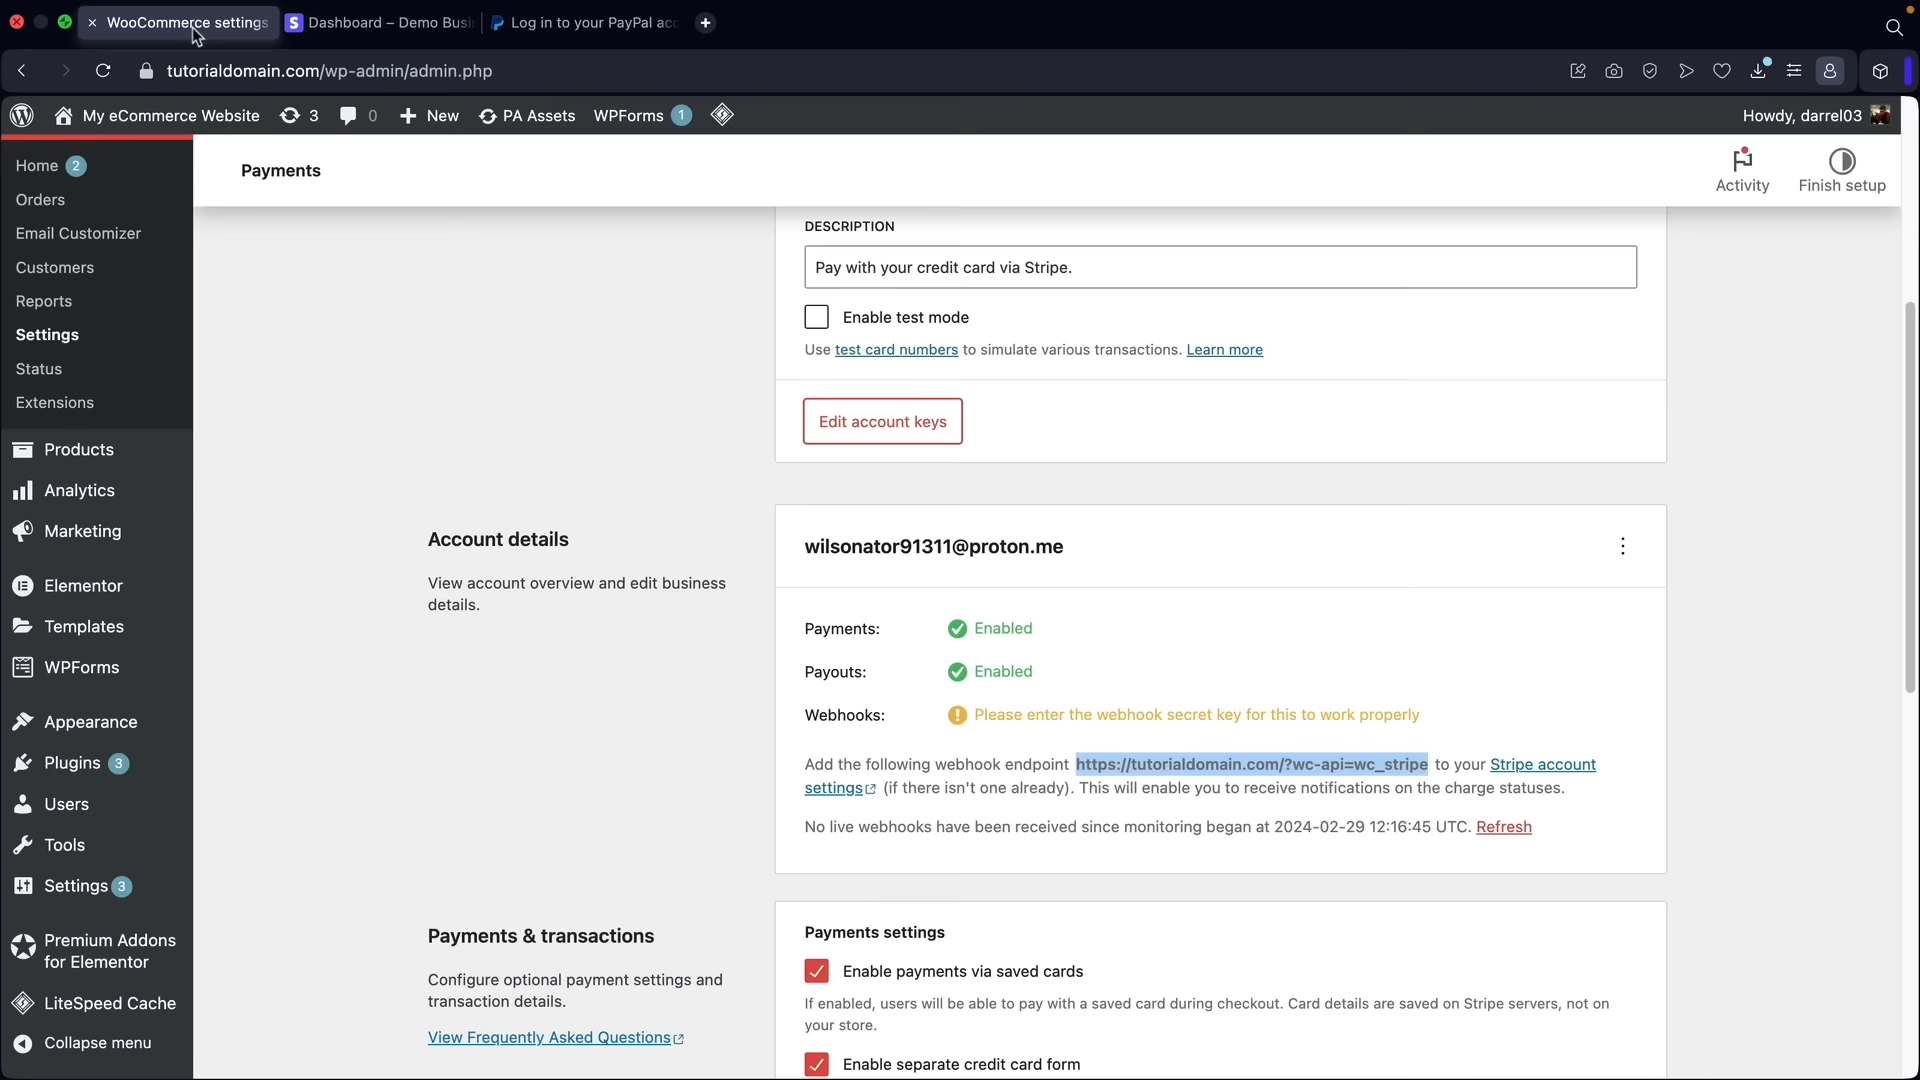 WooCommerce settings
Dashboard – Demo Busi
Log in to your PayPal acc
tutorialdomain.com/wp-admin/admin.php
My eCommerce Website 3 0 New PA Assets WPForms 1
Howdy, darrel03
Home 2
Orders
Email Customizer
Customers
Reports
Settings
Status
Extensions
Products
Analytics
Marketing
Elementor
Templates
WPForms
Appearance
Plugins 3
Users
Tools
Settings 3
Premium Addons
for Elementor
LiteSpeed Cache
Collapse menu
Payments
Activity
Finish setup
DESCRIPTION
Pay with your credit card via Stripe.
Enable test mode
Use test card numbers to simulate various transactions. Learn more
Edit account keys
Account details
View account overview and edit business
details.
wilsonator91311@proton.me
Payments: Enabled
Payouts: Enabled
Webhooks: Please enter the webhook secret key for this to work properly
Add the following webhook endpoint https://tutorialdomain.com/?wc-api=wc_stripe to your Stripe account
settings (if there isn't one already). This will enable you to receive notifications on the charge statuses.
No live webhooks have been received since monitoring began at 2024-02-29 12:16:45 UTC. Refresh
Payments & transactions
Configure optional payment settings and
transaction details.
View Frequently Asked Questions
Payments settings
Enable payments via saved cards
If enabled, users will be able to pay with a saved card during checkout. Card details are saved on Stripe servers, not on
your store.
Enable separate credit card form